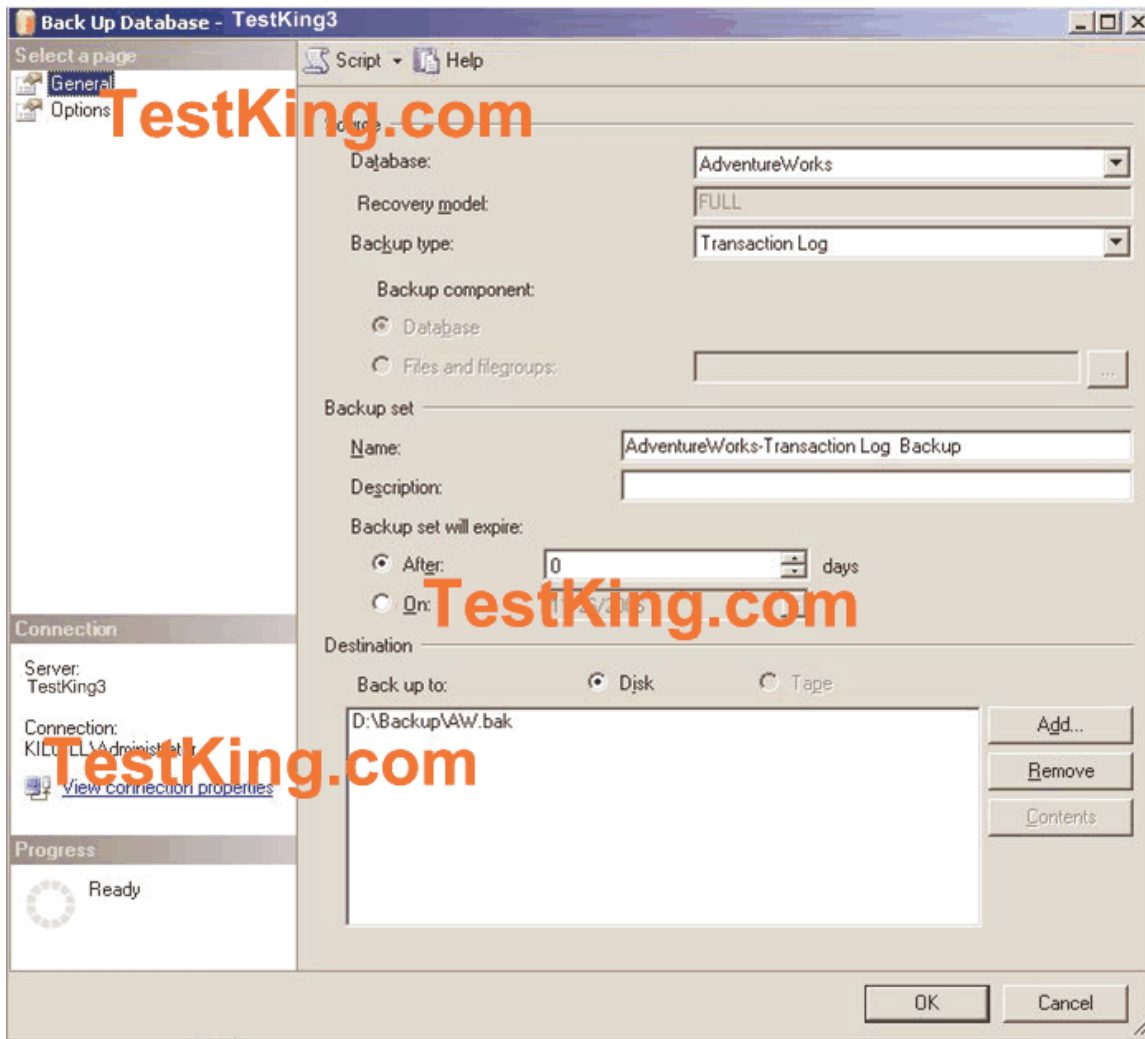 Back Up Database - TestKing3
Select a page
General
Options
Script
Help
TestKing.com
Source
Database:
AdventureWorks
Recovery model:
FULL
Backup type:
Transaction Log
Backup component:
Database
Files and filegroups:
...
Backup set
Name:
AdventureWorks-Transaction Log Backup
Description:
Backup set will expire:
After:
0
days
On:
TestKing.com
Connection
Server:
TestKing3
Connection:
TestKing.com
View connection properties
Progress
Ready
Destination
Back up to:
Disk
Tape
D:\Backup\AW.bak
Add...
Remove
Contents
OK
Cancel